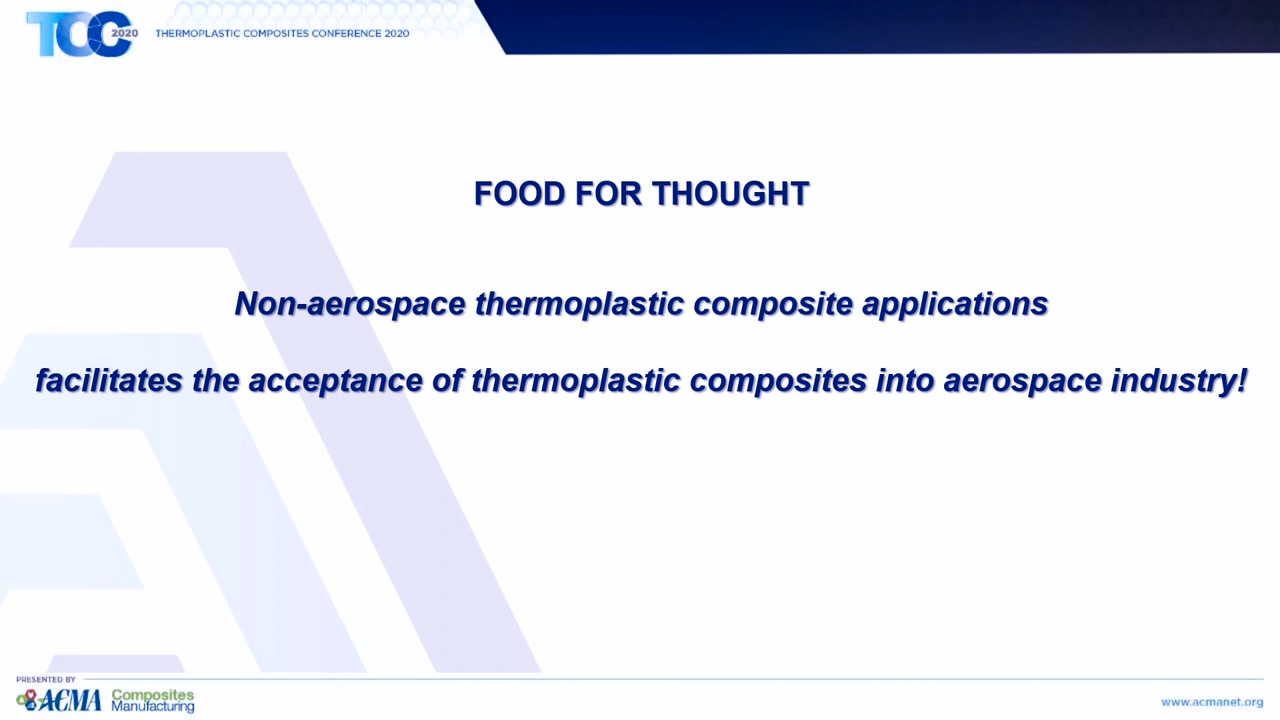 TCC 2020 THERMOPLASTIC COMPOSITES CONFERENCE 2020
FOOD FOR THOUGHT
Non-aerospace thermoplastic composite applications
facilitates the acceptance of thermoplastic composites into aerospace industry!
PRESENTED BY
ACMA Composites
Manufacturing
www.acmanet.org